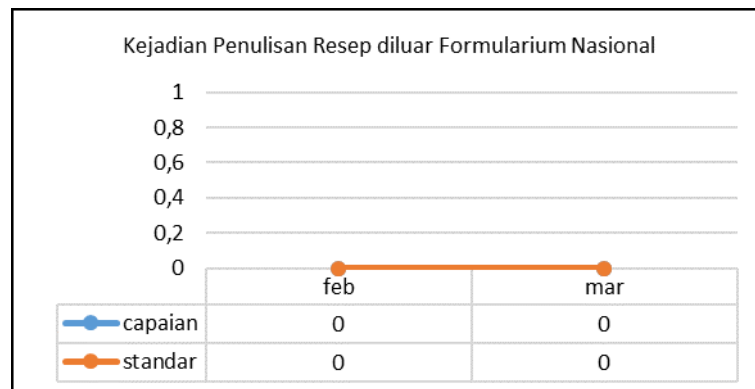 Kejadian Penulisan Resep diluar Formularium Nasional
1
0,8
0,6
0,4
0,2
0
feb mar
capaian 0 0
standar 0 0